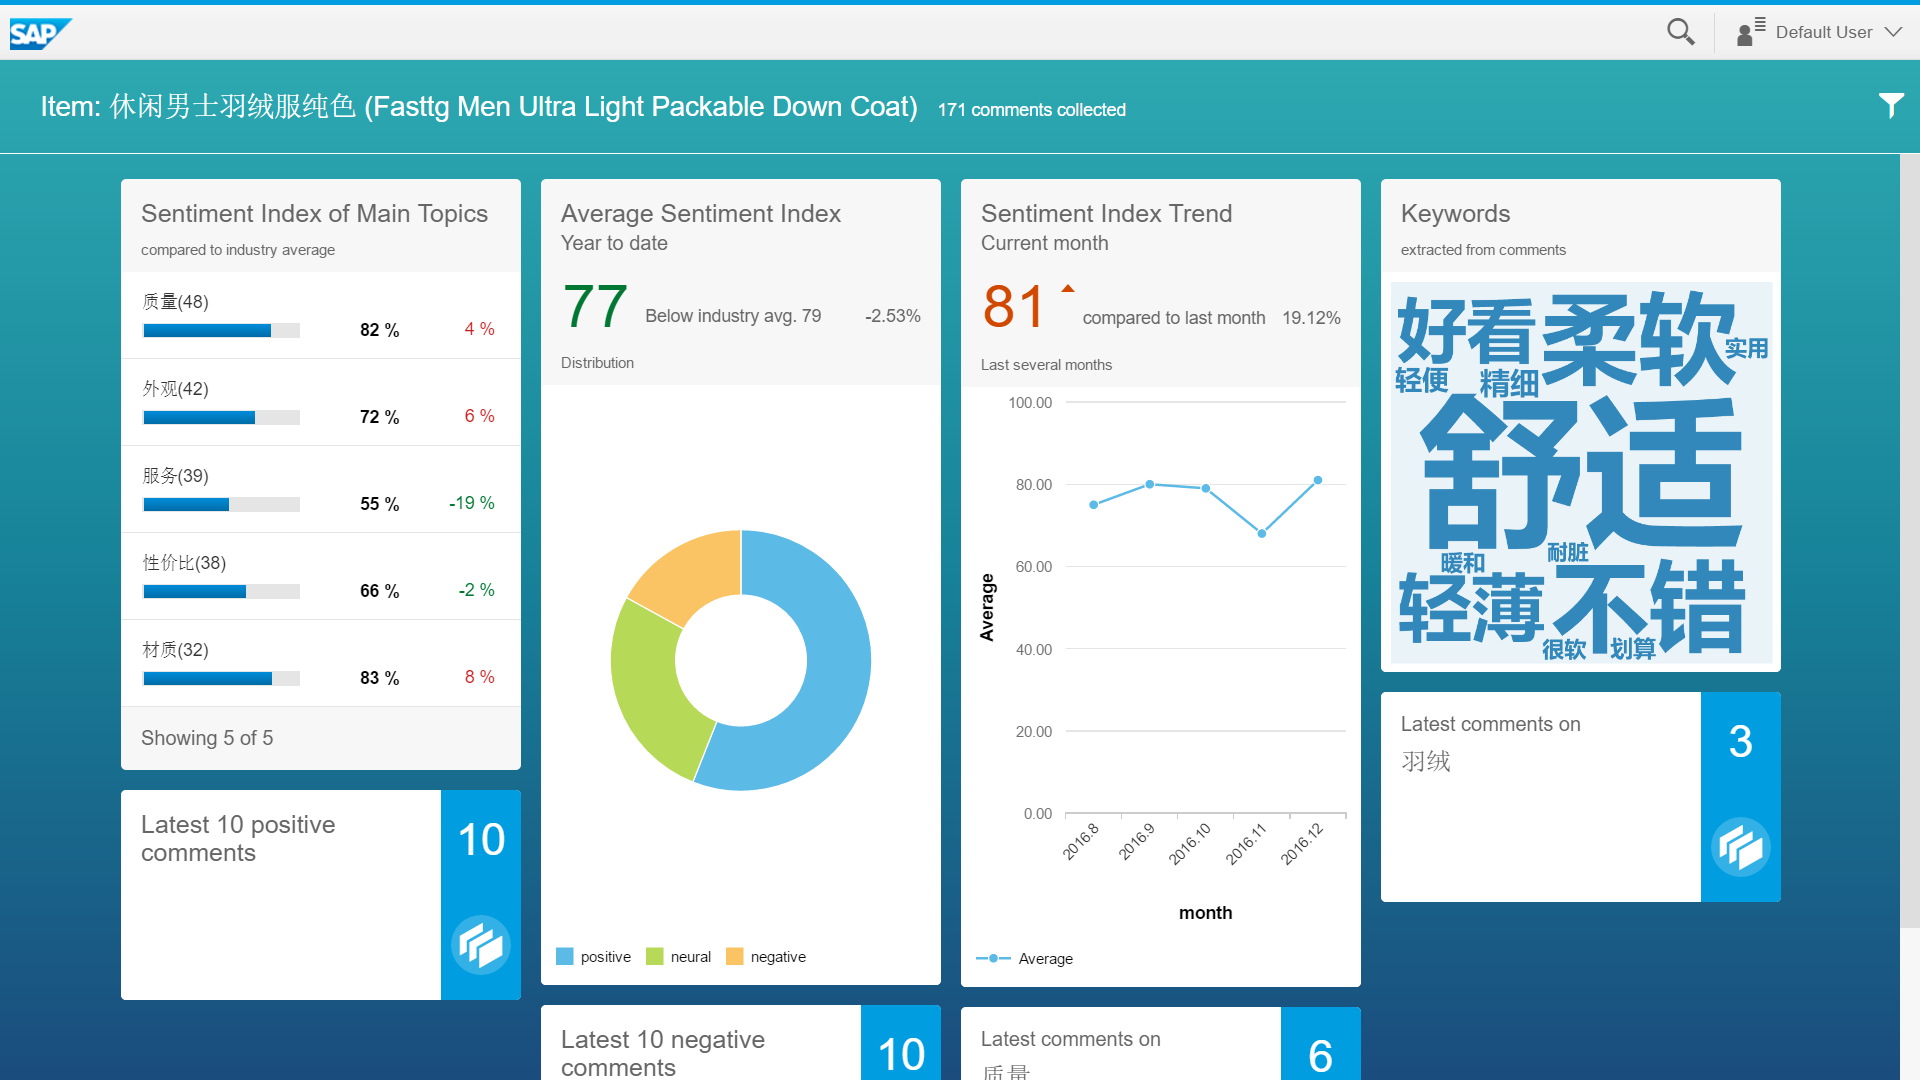 SAP
Default User
Item: 休闲男士羽绒服纯色 (Fasttg Men Ultra Light Packable Down Coat) 171 comments collected
Sentiment Index of Main Topics
compared to industry average
质量(48)
82 % 4 %
外观(42)
72 % 6 %
服务(39)
55 % -19 %
性价比(38)
66 % -2 %
材质(32)
83 % 8 %
Showing 5 of 5
Latest 10 positive
comments
10
Average Sentiment Index
Year to date
77 Below industry avg. 79 -2.53%
Distribution
positive neural negative
Latest 10 negative
comments
10
Sentiment Index Trend
Current month
81 compared to last month 19.12%
Last several months
100.00
80.00
60.00
40.00
20.00
0.00
Average
2016.8 2016.9 2016.10 2016.11 2016.12
month
Average
Latest comments on
质量
6
Keywords
extracted from comments
好看 柔软 实用
轻便 精细
舒适
暖和 耐脏
轻薄 不错
很软 划算
Latest comments on
羽绒
3